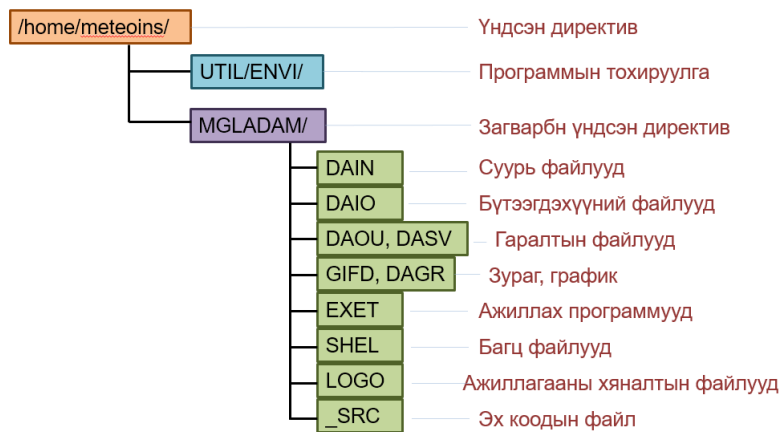 /home/meteoins/ Үндсэн директив
UTIL/ENVI/ Программын тохируулга
MGLADAM/ Загварбн үндсэн директив
DAIN Суурь файлууд
DAIO Бүтээгдэхүүний файлууд
DAOU, DASV Гаралтын файлууд
GIFD, DAGR Зураг, график
EXET Ажиллах программууд
SHEL Багц файлууд
LOGO Ажиллагааны хяналтын файлууд
_SRC Эх коодын файл